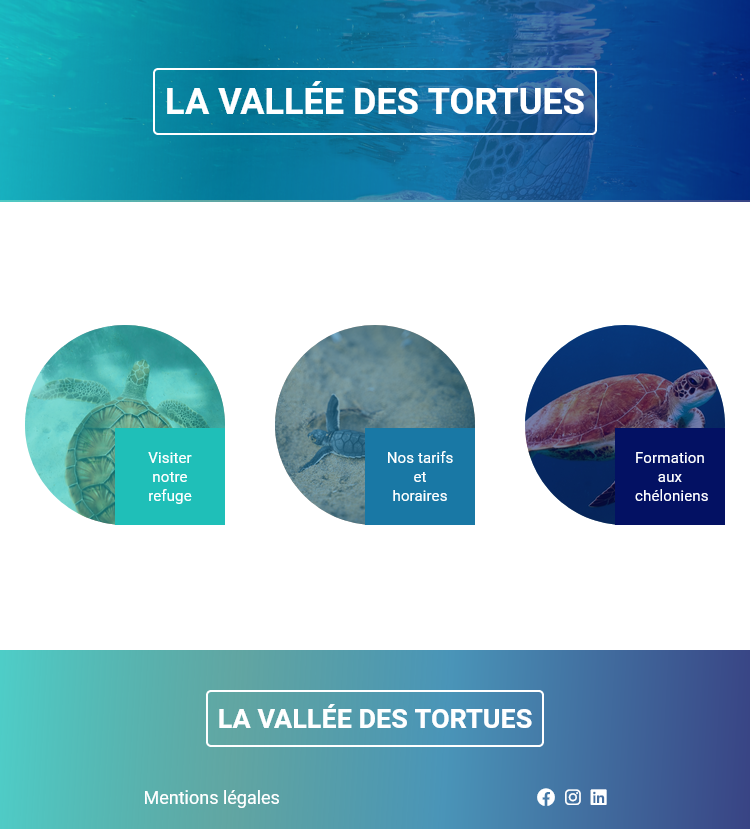 LA VALLÉE DES TORTUES
Visiter
notre
refuge
Nos tarifs
et
horaires
Formation
aux
chéloniens
LA VALLÉE DES TORTUES
Mentions légales